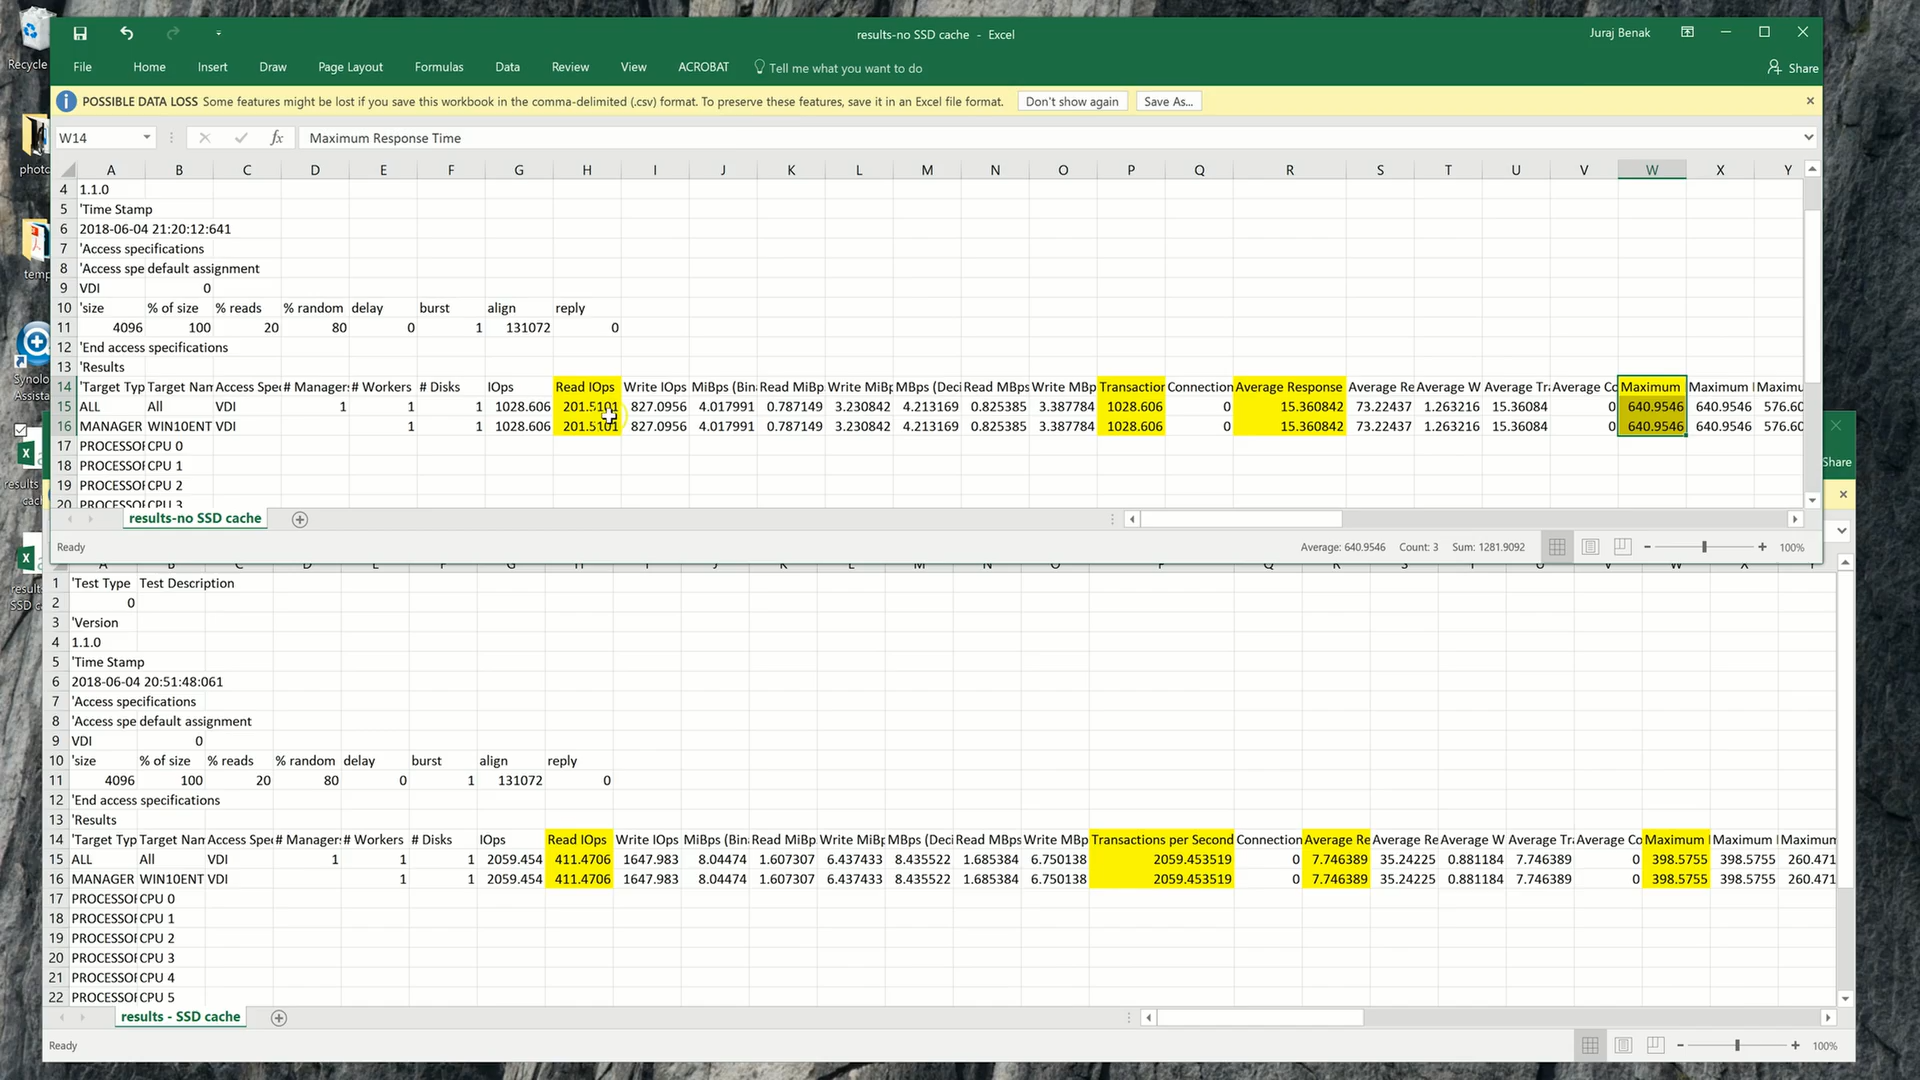 results-no SSD cache - Excel
Juraj Benak
File Home Insert Draw Page Layout Formulas Data Review View ACROBAT Tell me what you want to do Share
POSSIBLE DATA LOSS Some features might be lost if you save this workbook in the comma-delimited (.csv) format. To preserve these features, save it in an Excel file format. Don't show again Save As...
W14 fx Maximum Response Time
A B C D E F G H I J K L M N O P Q R S T U V W X Y
4 1.1.0
5 'Time Stamp
6 2018-06-04 21:20:12:641
7 'Access specifications
8 'Access spe default assignment
9 VDI 0
10 'size % of size % reads % random delay burst align reply
11 4096 100 20 80 0 1 131072 0
12 'End access specifications
13 'Results
14 'Target Typ Target Nam Access Spec # Managers # Workers # Disks IOps Read IOps Write IOps MiBps (Bin Read MiBp Write MiBp MBps (Deci Read MBps Write MBp Transaction Connection Average Response Average Re Average W Average Tr Average Co Maximum Maximum Maximu
15 ALL All VDI 1 1 1 1028.606 201.5101 827.0956 4.017991 0.787149 3.230842 4.213169 0.825385 3.387784 1028.606 0 15.360842 73.22437 1.263216 15.36084 0 640.9546 640.9546 576.60
16 MANAGER WIN10ENT VDI 1 1 1028.606 201.5101 827.0956 4.017991 0.787149 3.230842 4.213169 0.825385 3.387784 1028.606 0 15.360842 73.22437 1.263216 15.36084 0 640.9546 640.9546 576.60
17 PROCESSOR CPU 0
18 PROCESSOR CPU 1
19 PROCESSOR CPU 2
20 PROCESSOR CPU 3
results-no SSD cache
Ready Average: 640.9546 Count: 3 Sum: 1281.9092 100%
Share
1 'Test Type Test Description
2 0
3 'Version
4 1.1.0
5 'Time Stamp
6 2018-06-04 20:51:48:061
7 'Access specifications
8 'Access spe default assignment
9 VDI 0
10 'size % of size % reads % random delay burst align reply
11 4096 100 20 80 0 1 131072 0
12 'End access specifications
13 'Results
14 'Target Typ Target Nam Access Spec # Managers # Workers # Disks IOps Read IOps Write IOps MiBps (Bin Read MiBp Write MiBp MBps (Deci Read MBps Write MBp Transactions per Second Connection Average Re Average Re Average W Average Tr Average Co Maximum Maximum Maximum
15 ALL All VDI 1 1 1 2059.454 411.4706 1647.983 8.04474 1.607307 6.437433 8.435522 1.685384 6.750138 2059.453519 0 7.746389 35.24225 0.881184 7.746389 0 398.5755 398.5755 260.471
16 MANAGER WIN10ENT VDI 1 1 2059.454 411.4706 1647.983 8.04474 1.607307 6.437433 8.435522 1.685384 6.750138 2059.453519 0 7.746389 35.24225 0.881184 7.746389 0 398.5755 398.5755 260.471
17 PROCESSOR CPU 0
18 PROCESSOR CPU 1
19 PROCESSOR CPU 2
20 PROCESSOR CPU 3
21 PROCESSOR CPU 4
22 PROCESSOR CPU 5
results - SSD cache
Ready 100%
Recycle
photo
temp
Synolo
Assista
results
cac
result
SSD c